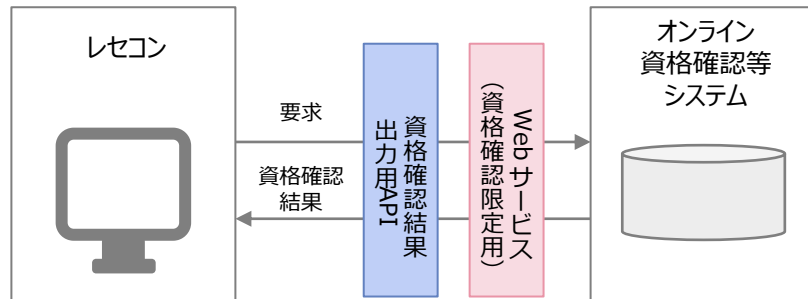 レセコン
要求
資格確認
結果
資格確認結果
出力用API
Webサービス
（資格確認限定用）
オンライン
資格確認等
システム